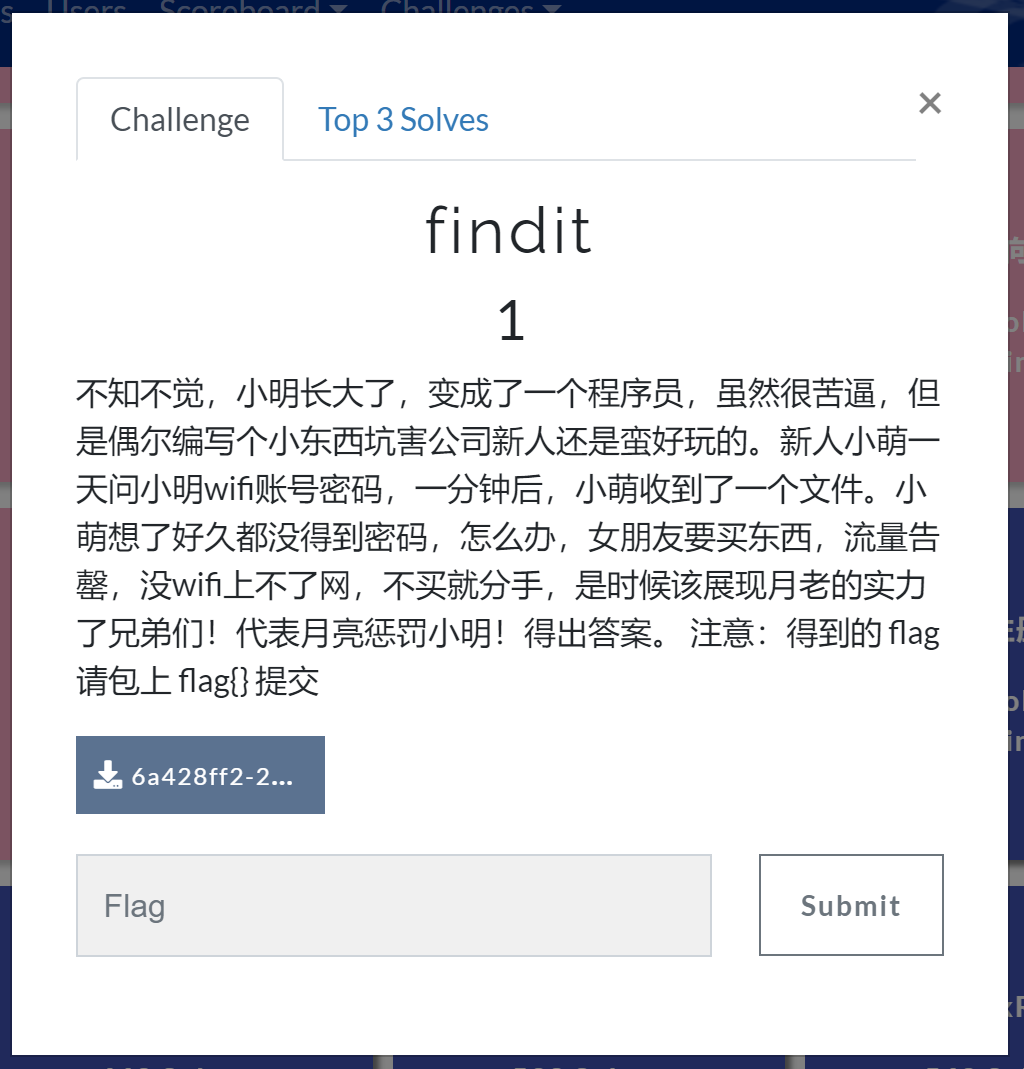 Users Scoreboard Challenges
Challenge Top 3 Solves ×
findit
1
不知不觉，小明长大了，变成了一个程序员，虽然很苦逼，但
是偶尔编写个小东西坑害公司新人还是蛮好玩的。新人小萌一
天问小明wifi账号密码，一分钟后，小萌收到了一个文件。小
萌想了好久都没得到密码，怎么办，女朋友要买东西，流量告
罄，没wifi上不了网，不买就分手，是时候该展现月老的实力
了兄弟们！代表月亮惩罚小明！得出答案。 注意：得到的 flag
请包上 flag{} 提交
6a428ff2-2...
Flag
Submit